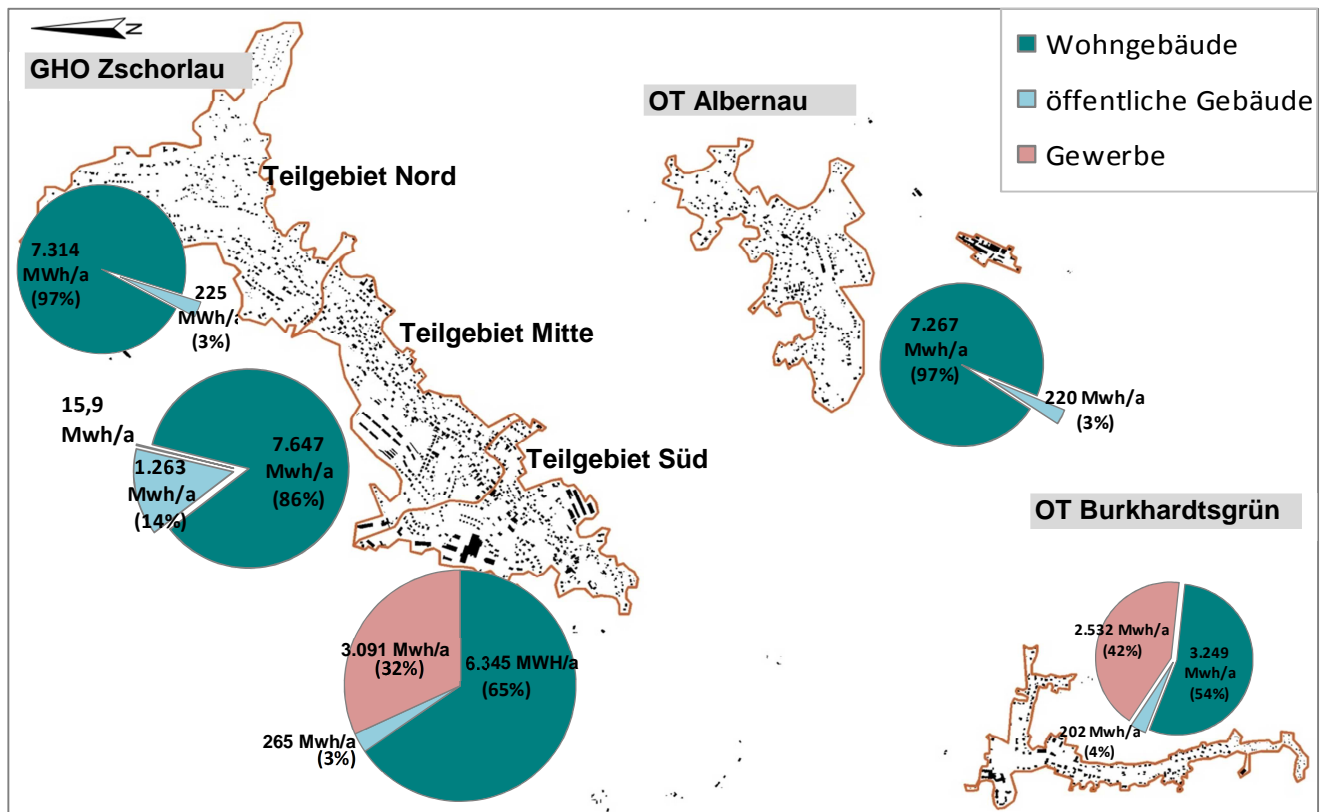 N
GHO Zschorlau
OT Albernau
Wohngebäude
öffentliche Gebäude
Gewerbe
Teilgebiet Nord
7.314
MWh/a
(97%)
225
MWh/a
(3%)
Teilgebiet Mitte
7.267
Mwh/a
(97%)
220 Mwh/a
(3%)
15,9
Mwh/a
7.647
Mwh/a
(86%)
1.263
Mwh/a
(14%)
Teilgebiet Süd
OT Burkhardtsgrün
3.091 Mwh/a
(32%)
6.345 MWH/a
(65%)
265 Mwh/a
(3%)
2.532 Mwh/a
(42%)
3.249
Mwh/a
(54%)
202 Mwh/a
(4%)